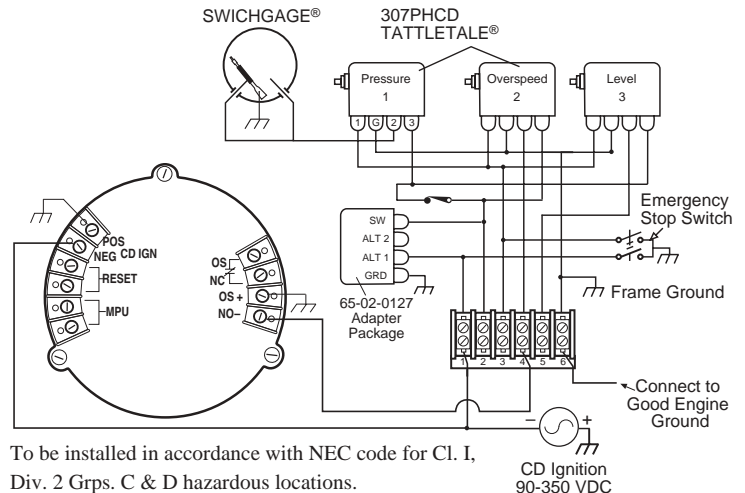 SWICHGAGE®
307PHCD
TATTLETALE®
Pressure
1
Overspeed
2
Level
3
1 G 2 3
POS
NEG
CD IGN
RESET
MPU
OS
NC
OS +
NO–
SW
ALT 2
ALT 1
GRD
65-02-0127
Adapter
Package
Emergency
Stop Switch
Frame Ground
1 2 3 4 5 6
Connect to
Good Engine
Ground
– +
CD Ignition
90-350 VDC
To be installed in accordance with NEC code for Cl. I,
Div. 2 Grps. C & D hazardous locations.